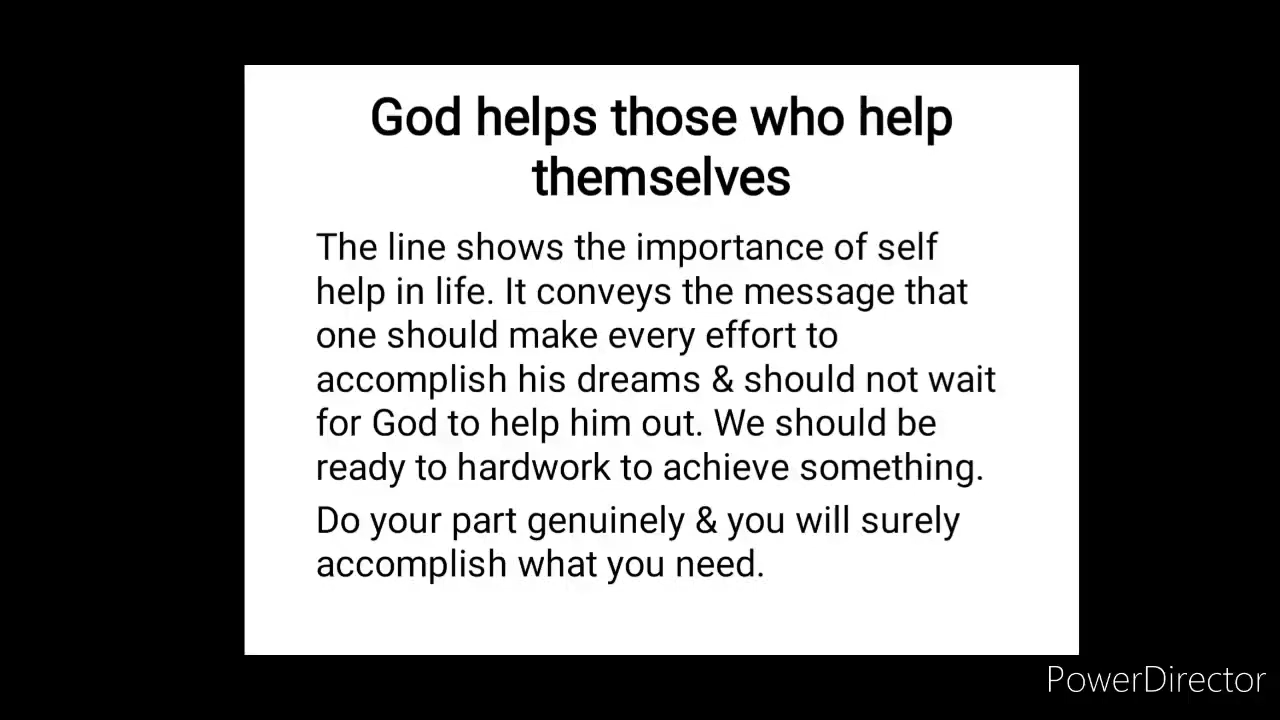 God helps those who help
themselves
The line shows the importance of self
help in life. It conveys the message that
one should make every effort to
accomplish his dreams & should not wait
for God to help him out. We should be
ready to hardwork to achieve something.
Do your part genuinely & you will surely
accomplish what you need.
PowerDirector